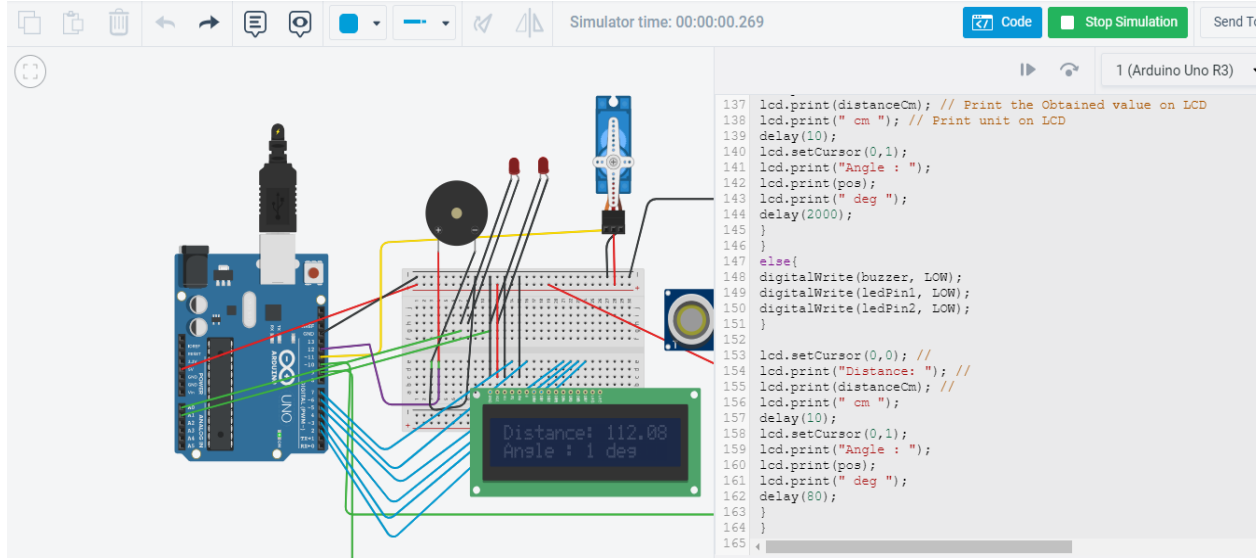 Simulator time: 00:00:00.269
Code
Stop Simulation
Send To
1 (Arduino Uno R3)
137 lcd.print(distanceCm); // Print the Obtained value on LCD
138 lcd.print(" cm "); // Print unit on LCD
139 delay(10);
140 lcd.setCursor(0,1);
141 lcd.print("Angle : ");
142 lcd.print(pos);
143 lcd.print(" deg ");
144 delay(2000);
145 }
146 }
147 else{
148 digitalWrite(buzzer, LOW);
149 digitalWrite(ledPin1, LOW);
150 digitalWrite(ledPin2, LOW);
151 }
152
153 lcd.setCursor(0,0); //
154 lcd.print("Distance: "); //
155 lcd.print(distanceCm); //
156 lcd.print(" cm ");
157 delay(10);
158 lcd.setCursor(0,1);
159 lcd.print("Angle : ");
160 lcd.print(pos);
161 lcd.print(" deg ");
162 delay(80);
163 }
164 }
165
ARDUINO
UNO
POWER
ANALOG IN
DIGITAL (PWM~)
Distance: 112.08
Angle : 1 deg